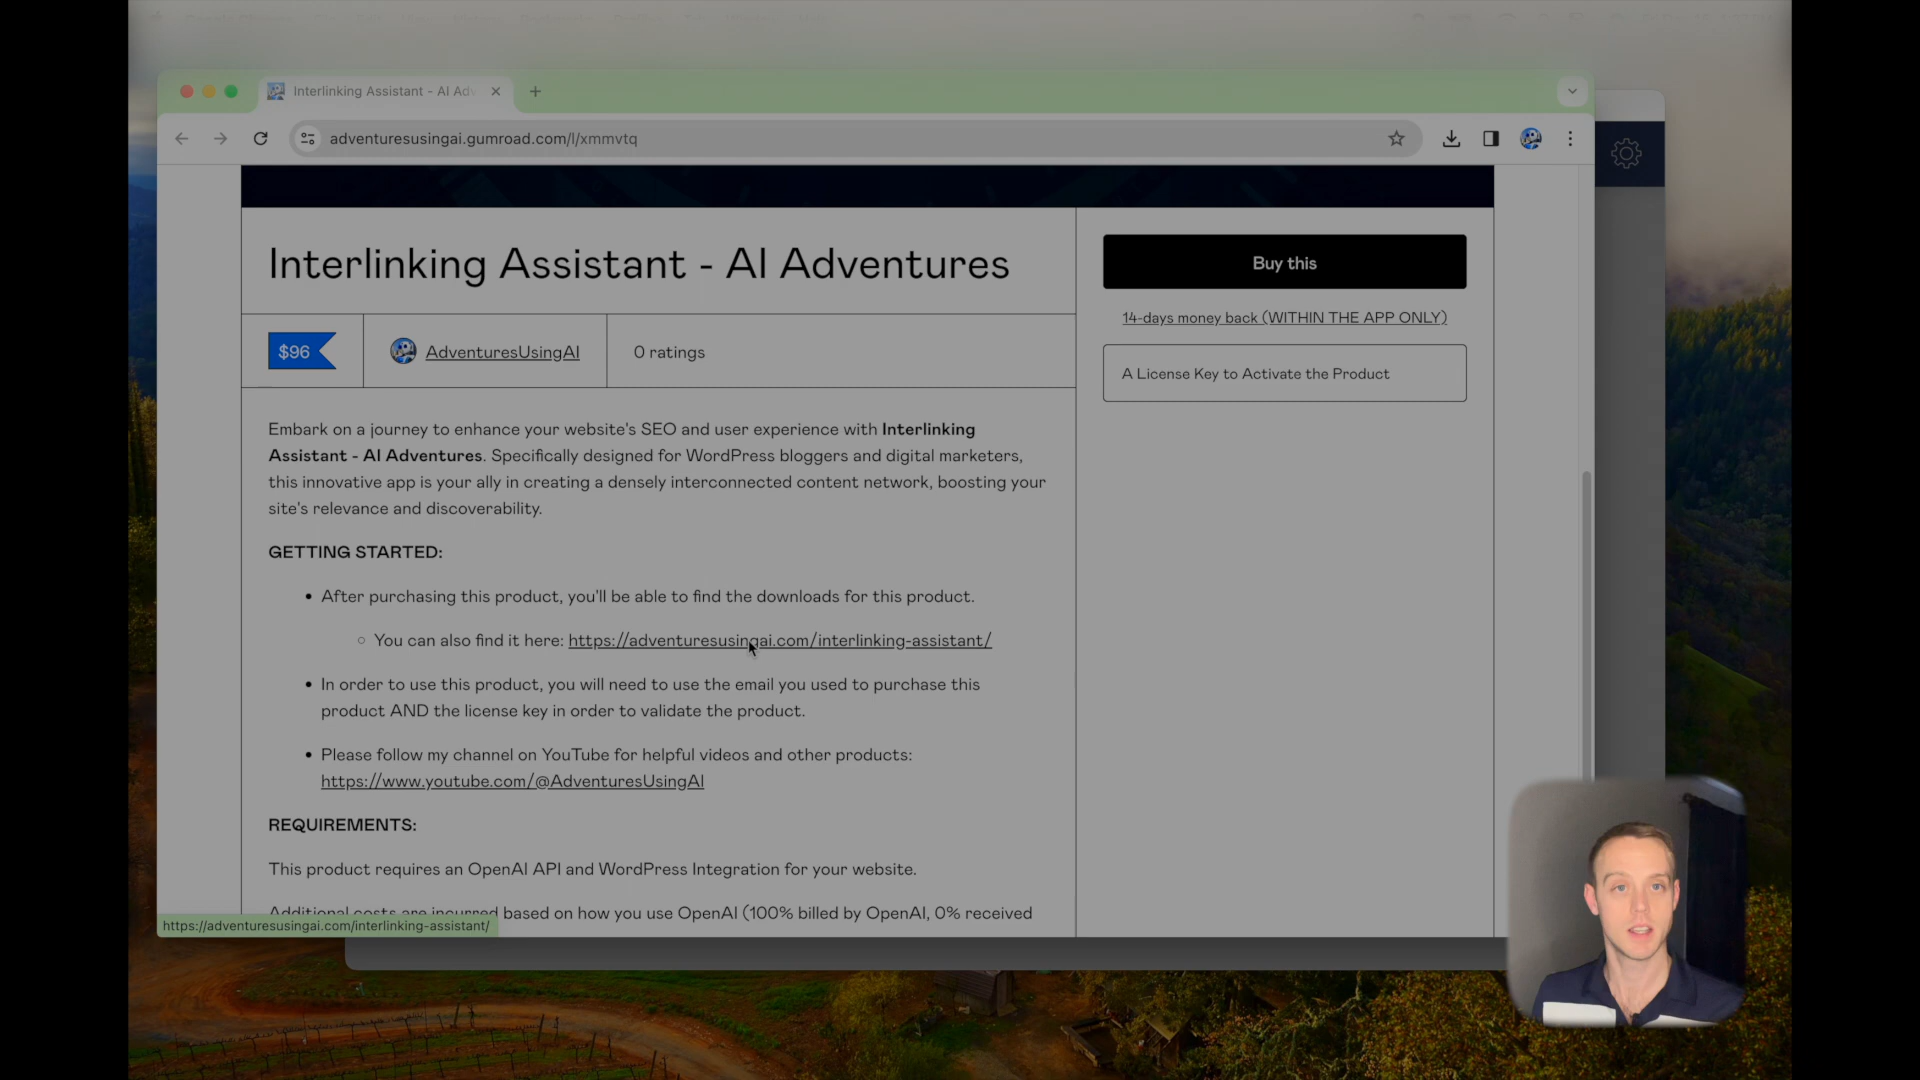 Interlinking Assistant - AI Adv
adventuresusingai.gumroad.com/l/xmmvtq
Interlinking Assistant - AI Adventures
Buy this
14-days money back (WITHIN THE APP ONLY)
$96
AdventuresUsingAI
0 ratings
A License Key to Activate the Product
Embark on a journey to enhance your website's SEO and user experience with Interlinking
Assistant - AI Adventures. Specifically designed for WordPress bloggers and digital marketers,
this innovative app is your ally in creating a densely interconnected content network, boosting your
site's relevance and discoverability.
GETTING STARTED:
After purchasing this product, you'll be able to find the downloads for this product.
You can also find it here: https://adventuresusingai.com/interlinking-assistant/
In order to use this product, you will need to use the email you used to purchase this
product AND the license key in order to validate the product.
Please follow my channel on YouTube for helpful videos and other products:
https://www.youtube.com/@AdventuresUsingAI
REQUIREMENTS:
This product requires an OpenAI API and WordPress Integration for your website.
Additional costs are incurred based on how you use OpenAI (100% billed by OpenAI, 0% received
https://adventuresusingai.com/interlinking-assistant/